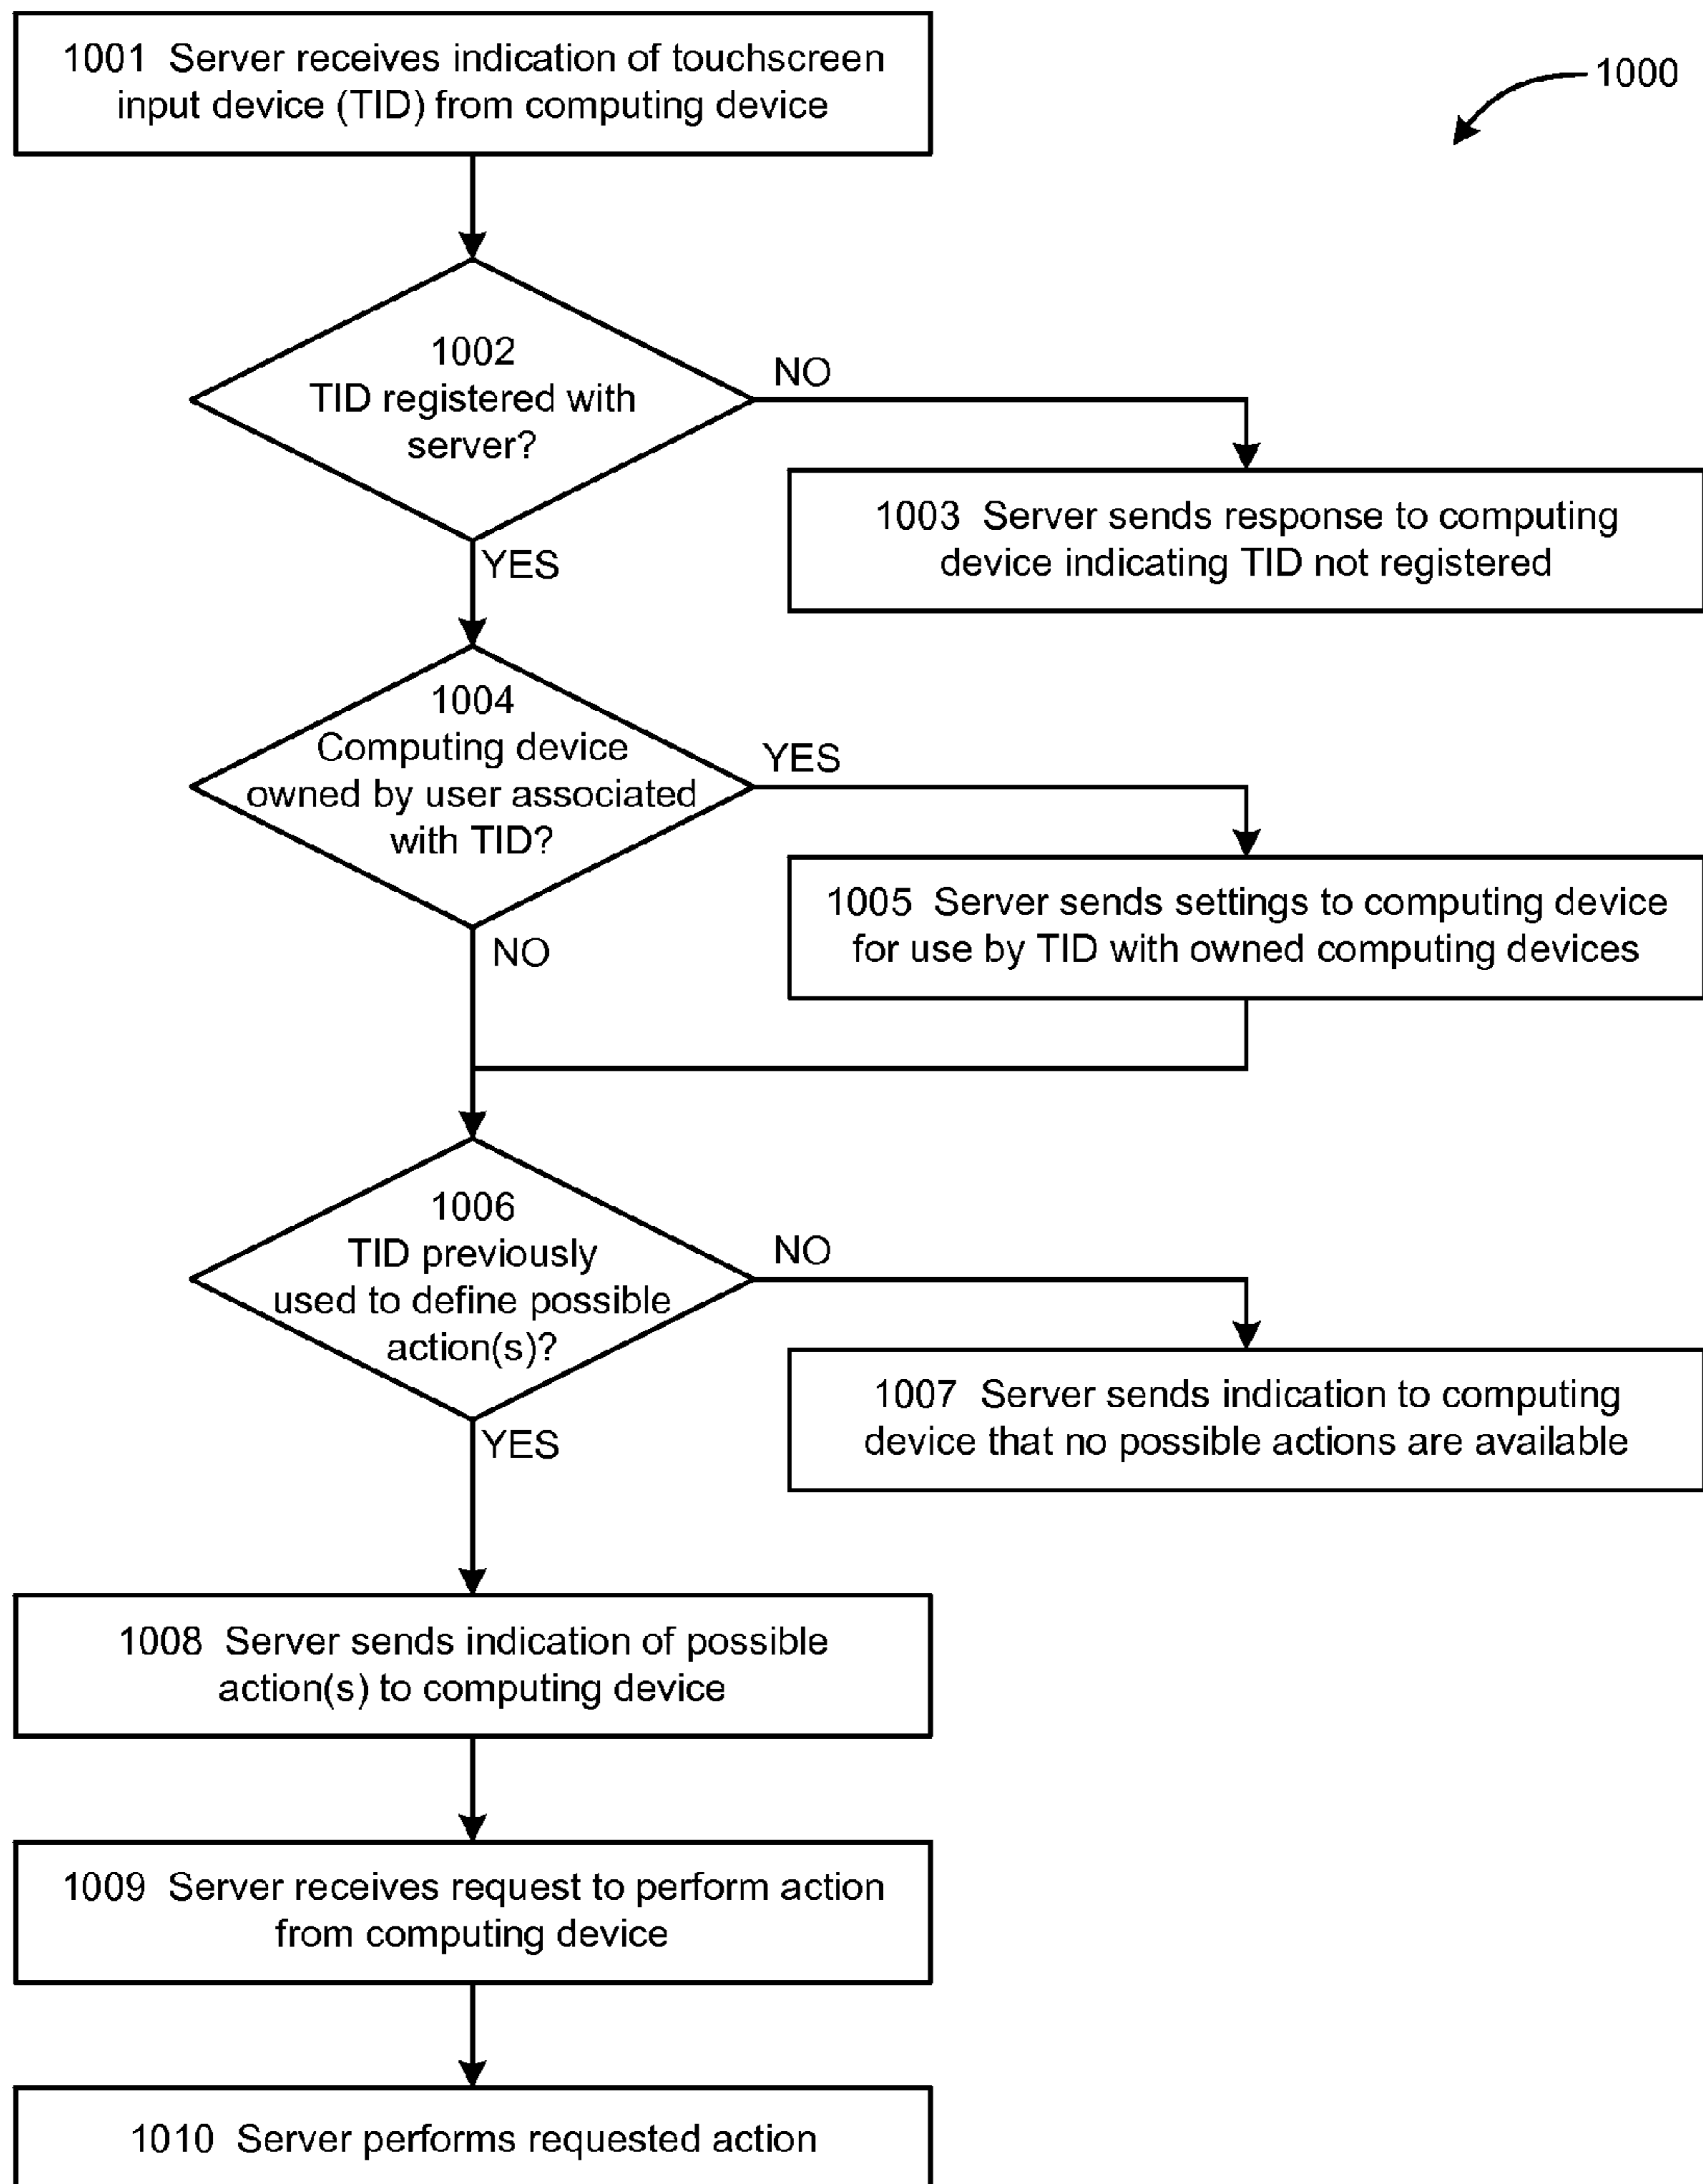 1001 Server receives indication of touchscreen
input device (TID) from computing device
1000
1002
TID registered with
server?
NO
1003 Server sends response to computing
device indicating TID not registered
YES
1004
Computing device
owned by user associated
with TID?
YES
1005 Server sends settings to computing device
for use by TID with owned computing devices
NO
1006
TID previously
used to define possible
action(s)?
NO
1007 Server sends indication to computing
device that no possible actions are available
YES
1008 Server sends indication of possible
action(s) to computing device
1009 Server receives request to perform action
from computing device
1010 Server performs requested action